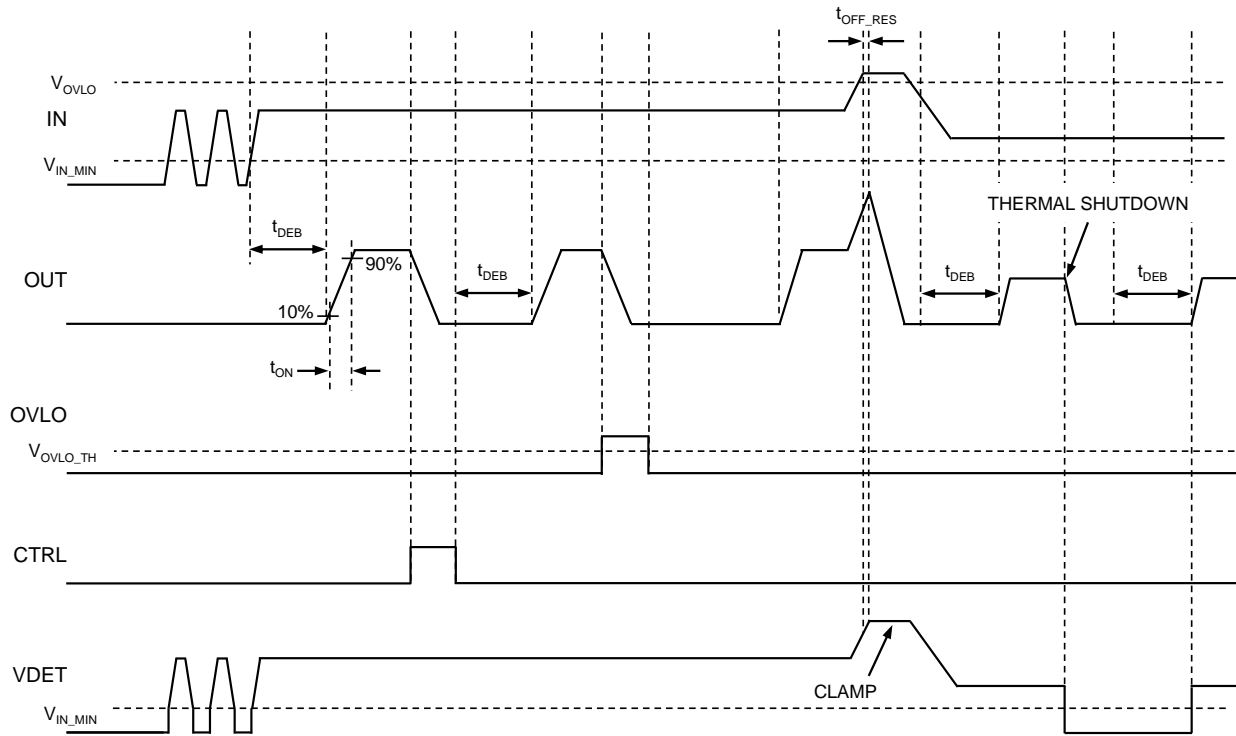 tOFF_RES
VOVLO
IN
VIN_MIN
THERMAL SHUTDOWN
tDEB
90%
tDEB
tDEB
tDEB
OUT
10%
tON
OVLO
VOVLO_TH
CTRL
VDET
CLAMP
VIN_MIN